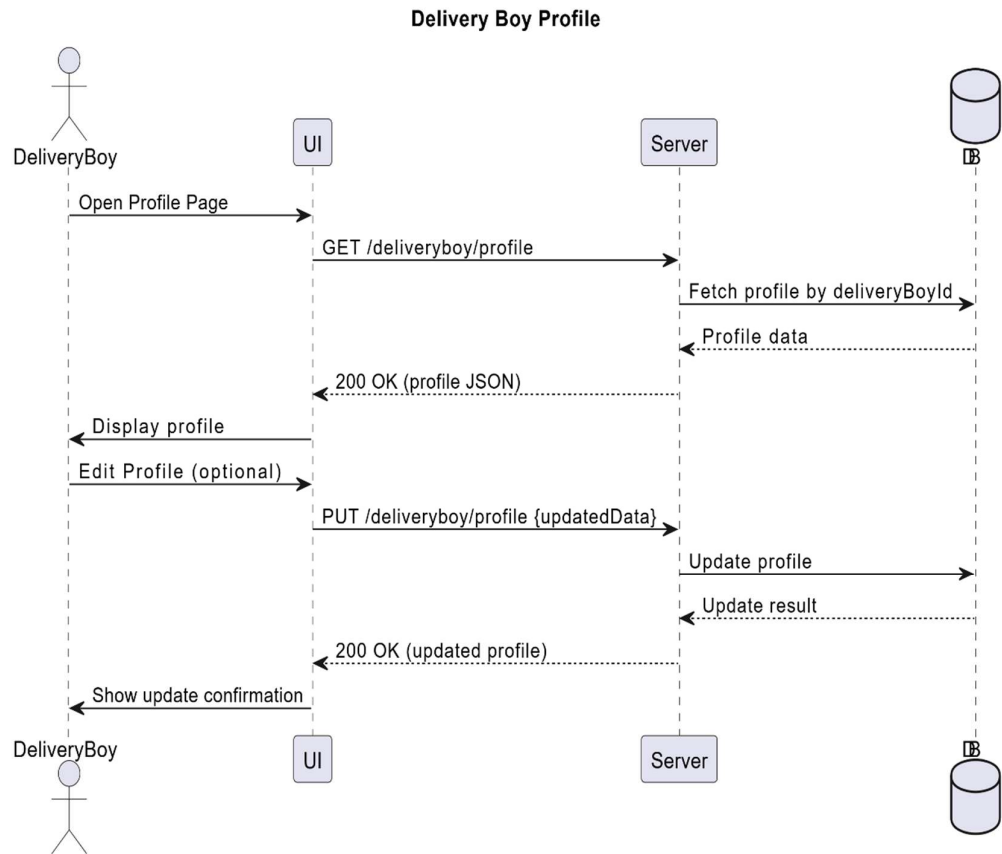 Delivery Boy Profile
DeliveryBoy
UI
Server
DB
Open Profile Page
GET /deliveryboy/profile
Fetch profile by deliveryBoyId
Profile data
200 OK (profile JSON)
Display profile
Edit Profile (optional)
PUT /deliveryboy/profile {updatedData}
Update profile
Update result
200 OK (updated profile)
Show update confirmation
DeliveryBoy
UI
Server
DB